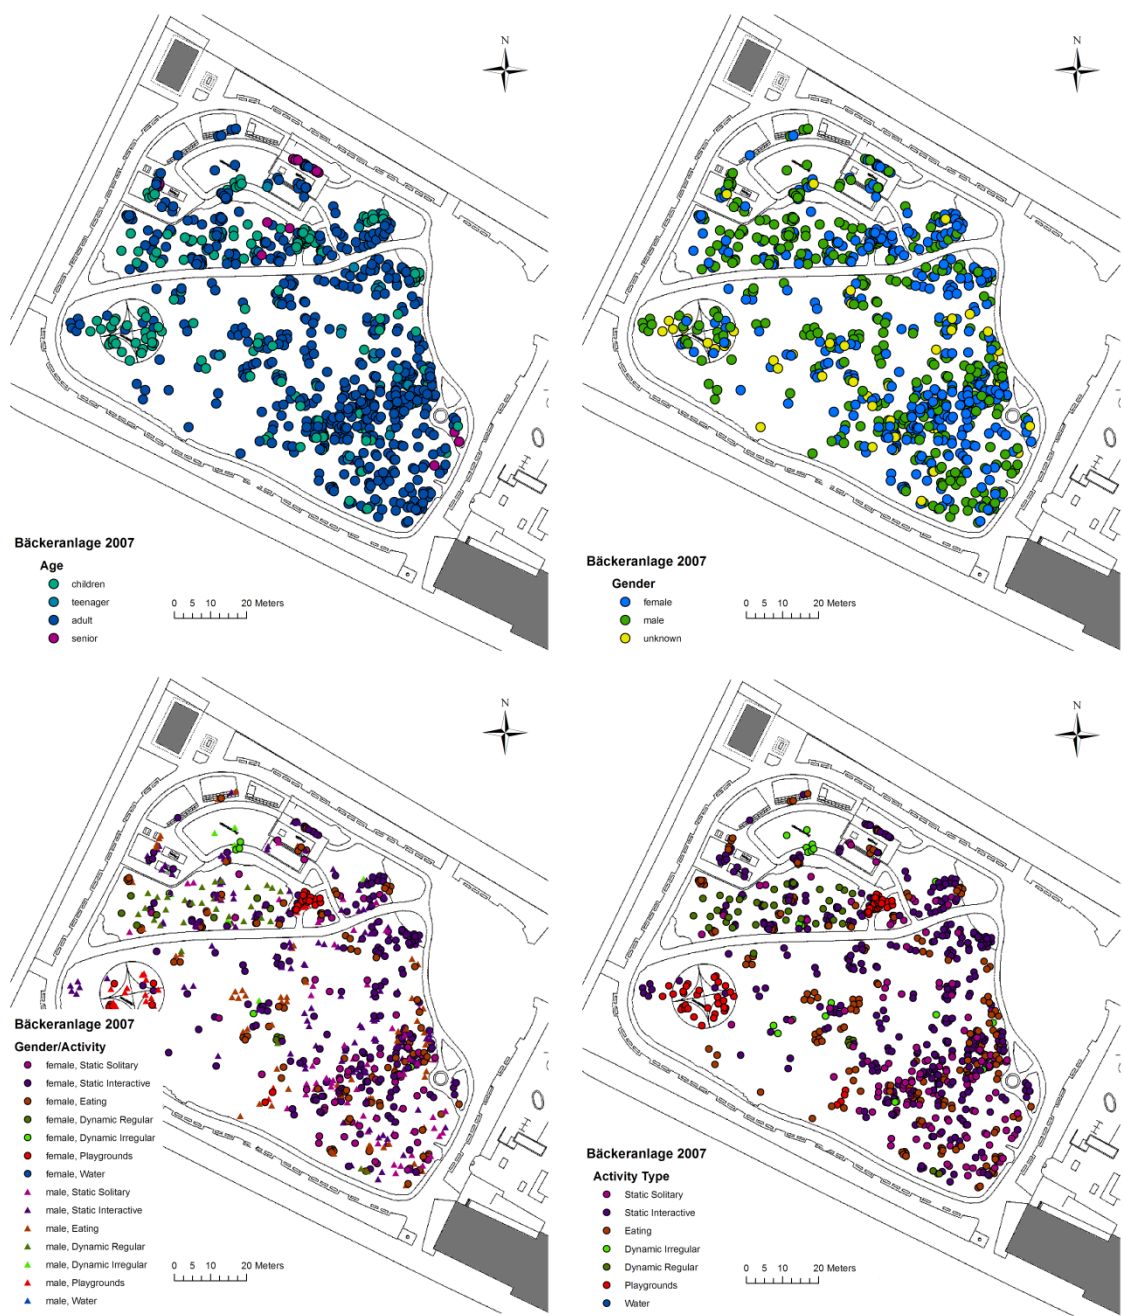 N
Bäckeranlage 2007
Age
children
teenager
adult
senior
0 5 10 20 Meters
N
Bäckeranlage 2007
Gender
female
male
unknown
0 5 10 20 Meters
N
Bäckeranlage 2007
Gender/Activity
female, Static Solitary
female, Static Interactive
female, Eating
female, Dynamic Regular
female, Dynamic Irregular
female, Playgrounds
female, Water
male, Static Solitary
male, Static Interactive
male, Eating
male, Dynamic Regular
male, Dynamic Irregular
male, Playgrounds
male, Water
0 5 10 20 Meters
N
Bäckeranlage 2007
Activity Type
Static Solitary
Static Interactive
Eating
Dynamic Irregular
Dynamic Regular
Playgrounds
Water
0 5 10 20 Meters